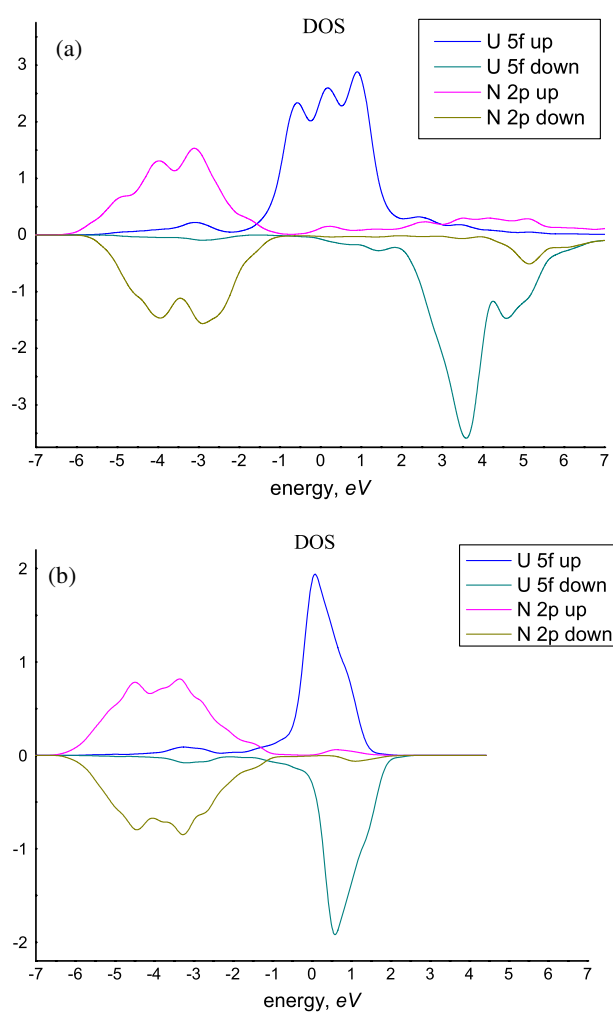 DOS
(a)
U 5f up
U 5f down
N 2p up
N 2p down
3
2
1
0
-1
-2
-3
-7 -6 -5 -4 -3 -2 -1 0 1 2 3 4 5 6 7
energy, eV
DOS
(b)
U 5f up
U 5f down
N 2p up
N 2p down
2
1
0
-1
-2
-7 -6 -5 -4 -3 -2 -1 0 1 2 3 4 5 6 7
energy, eV